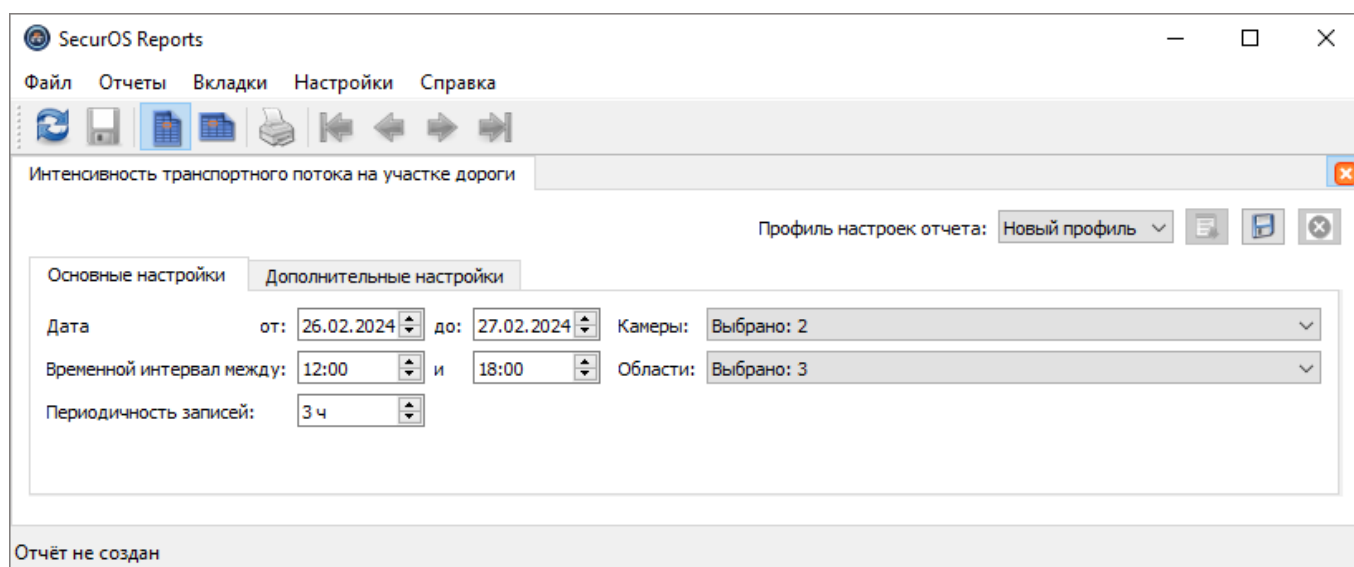 SecurOS Reports
Файл Отчеты Вкладки Настройки Справка
Интенсивность транспортного потока на участке дороги
Профиль настроек отчета: Новый профиль
Основные настройки Дополнительные настройки
Дата от: 26.02.2024 до: 27.02.2024 Камеры: Выбрано: 2
Временной интервал между: 12:00 и 18:00 Области: Выбрано: 3
Периодичность записей: 3 ч
Отчёт не создан